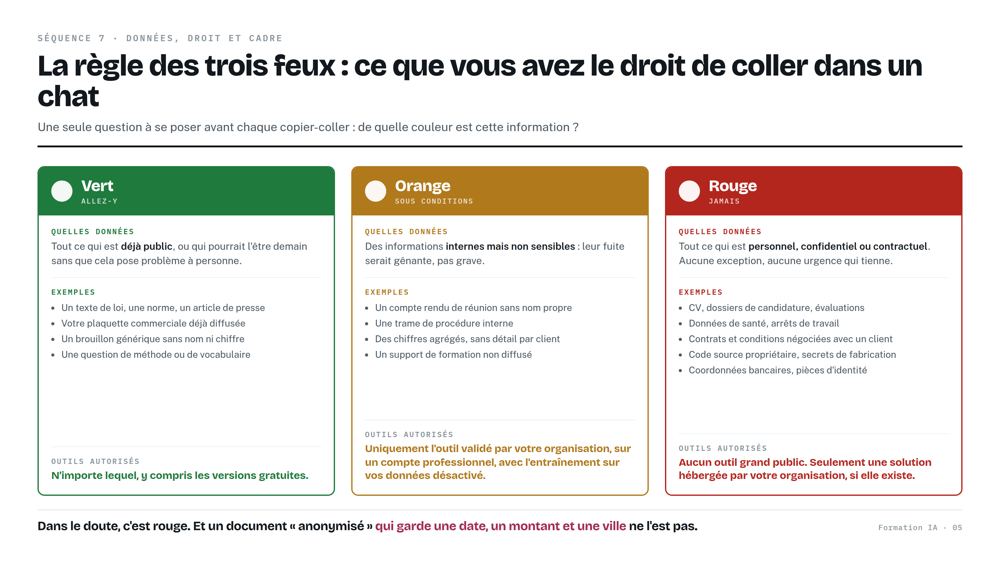 SÉQUENCE 7 · DONNÉES, DROIT ET CADRE
La règle des trois feux : ce que vous avez le droit de coller dans un
chat
Une seule question à se poser avant chaque copier-coller : de quelle couleur est cette information ?
Vert
ALLEZ-Y
QUELLES DONNÉES
Tout ce qui est déjà public, ou qui pourrait l'être demain
sans que cela pose problème à personne.
EXEMPLES
• Un texte de loi, une norme, un article de presse
• Votre plaquette commerciale déjà diffusée
• Un brouillon générique sans nom ni chiffre
• Une question de méthode ou de vocabulaire
OUTILS AUTORISÉS
N'importe lequel, y compris les versions gratuites.
Orange
SOUS CONDITIONS
QUELLES DONNÉES
Des informations internes mais non sensibles : leur fuite
serait gênante, pas grave.
EXEMPLES
• Un compte rendu de réunion sans nom propre
• Une trame de procédure interne
• Des chiffres agrégés, sans détail par client
• Un support de formation non diffusé
OUTILS AUTORISÉS
Uniquement l'outil validé par votre organisation, sur
un compte professionnel, avec l'entraînement sur
vos données désactivé.
Rouge
JAMAIS
QUELLES DONNÉES
Tout ce qui est personnel, confidentiel ou contractuel.
Aucune exception, aucune urgence qui tienne.
EXEMPLES
• CV, dossiers de candidature, évaluations
• Données de santé, arrêts de travail
• Contrats et conditions négociées avec un client
• Code source propriétaire, secrets de fabrication
• Coordonnées bancaires, pièces d'identité
OUTILS AUTORISÉS
Aucun outil grand public. Seulement une solution
hébergée par votre organisation, si elle existe.
Dans le doute, c'est rouge. Et un document « anonymisé » qui garde une date, un montant et une ville ne l'est pas.
Formation IA · 05